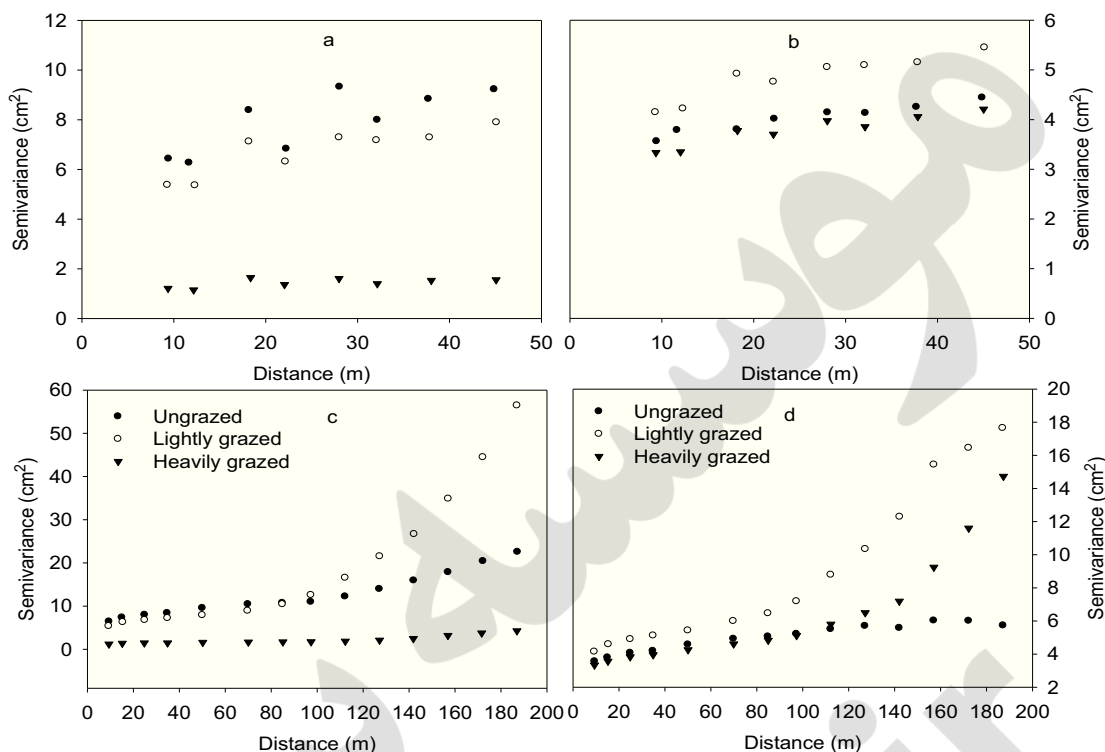 a
12
10
8
6
4
2
0
0 10 20 30 40 50
Semivariance (cm²)
Distance (m)
b
6
5
4
3
2
1
0
0 10 20 30 40 50
Semivariance (cm²)
Distance (m)
c
Ungrazed
Lightly grazed
Heavily grazed
60
50
40
30
20
10
0
0 20 40 60 80 100 120 140 160 180 200
Semivariance (cm²)
Distance (m)
d
Ungrazed
Lightly grazed
Heavily grazed
20
18
16
14
12
10
8
6
4
2
0 20 40 60 80 100 120 140 160 180 200
Semivariance (cm²)
Distance (m)